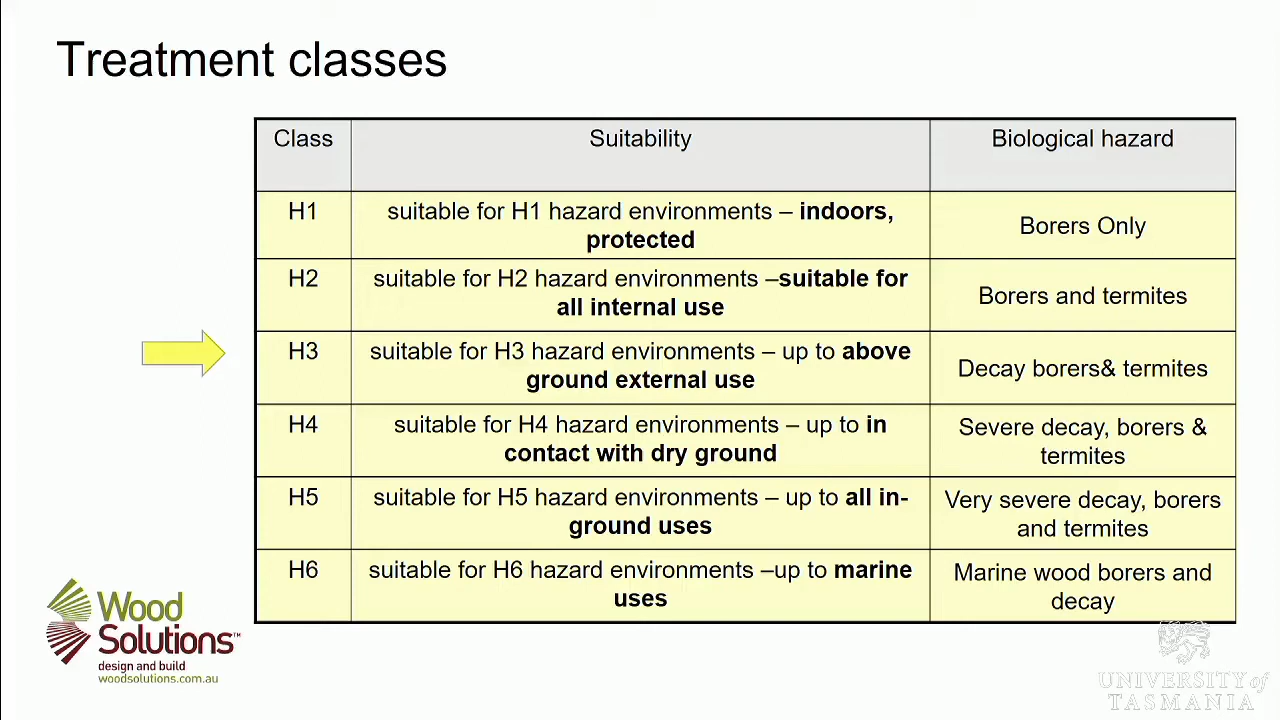 Treatment classes
Class
Suitability
Biological hazard
H1
suitable for H1 hazard environments – indoors,
protected
Borers Only
H2
suitable for H2 hazard environments –suitable for
all internal use
Borers and termites
H3
suitable for H3 hazard environments – up to above
ground external use
Decay borers& termites
H4
suitable for H4 hazard environments – up to in
contact with dry ground
Severe decay, borers &
termites
H5
suitable for H5 hazard environments – up to all in-
ground uses
Very severe decay, borers
and termites
H6
suitable for H6 hazard environments –up to marine
uses
Marine wood borers and
decay
Wood
Solutions™
design and build
woodsolutions.com.au
UNIVERSITY of
TASMANIA